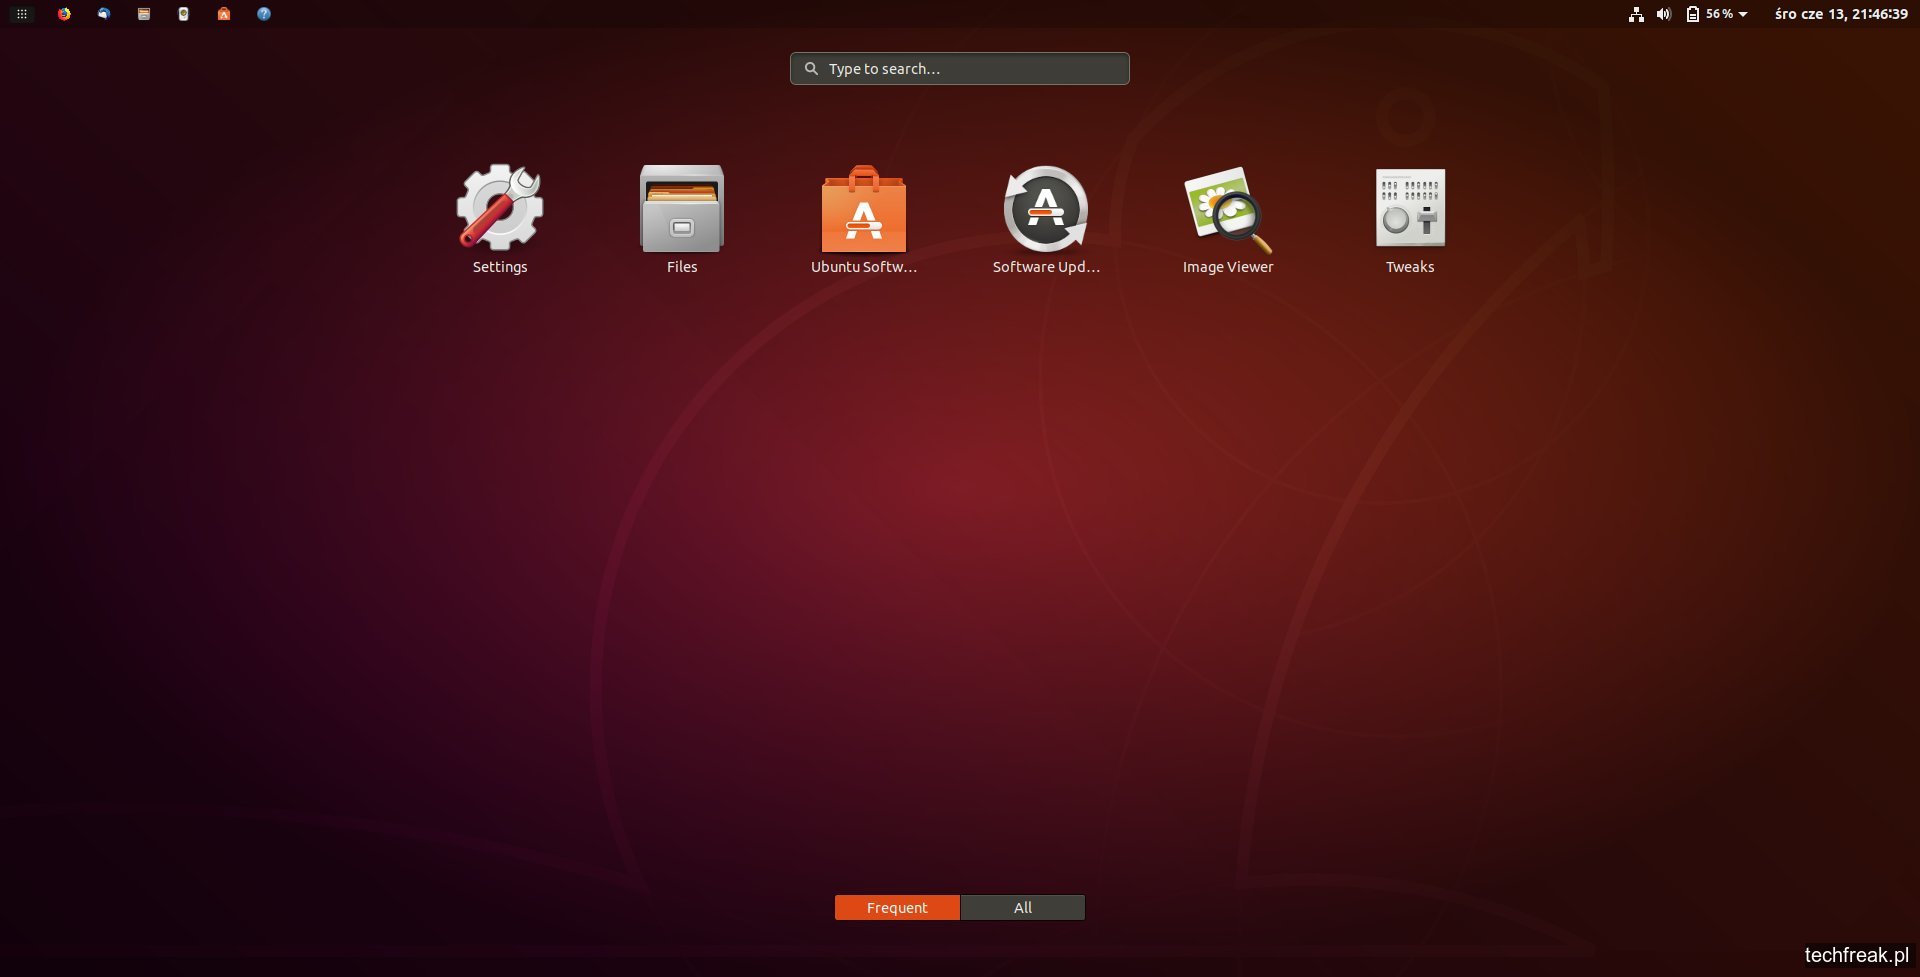 56 %
śro cze 13, 21:46:39
Type to search...
Settings
Files
Ubuntu Softw...
Software Upd...
Image Viewer
Tweaks
Frequent
All
techfreak.pl